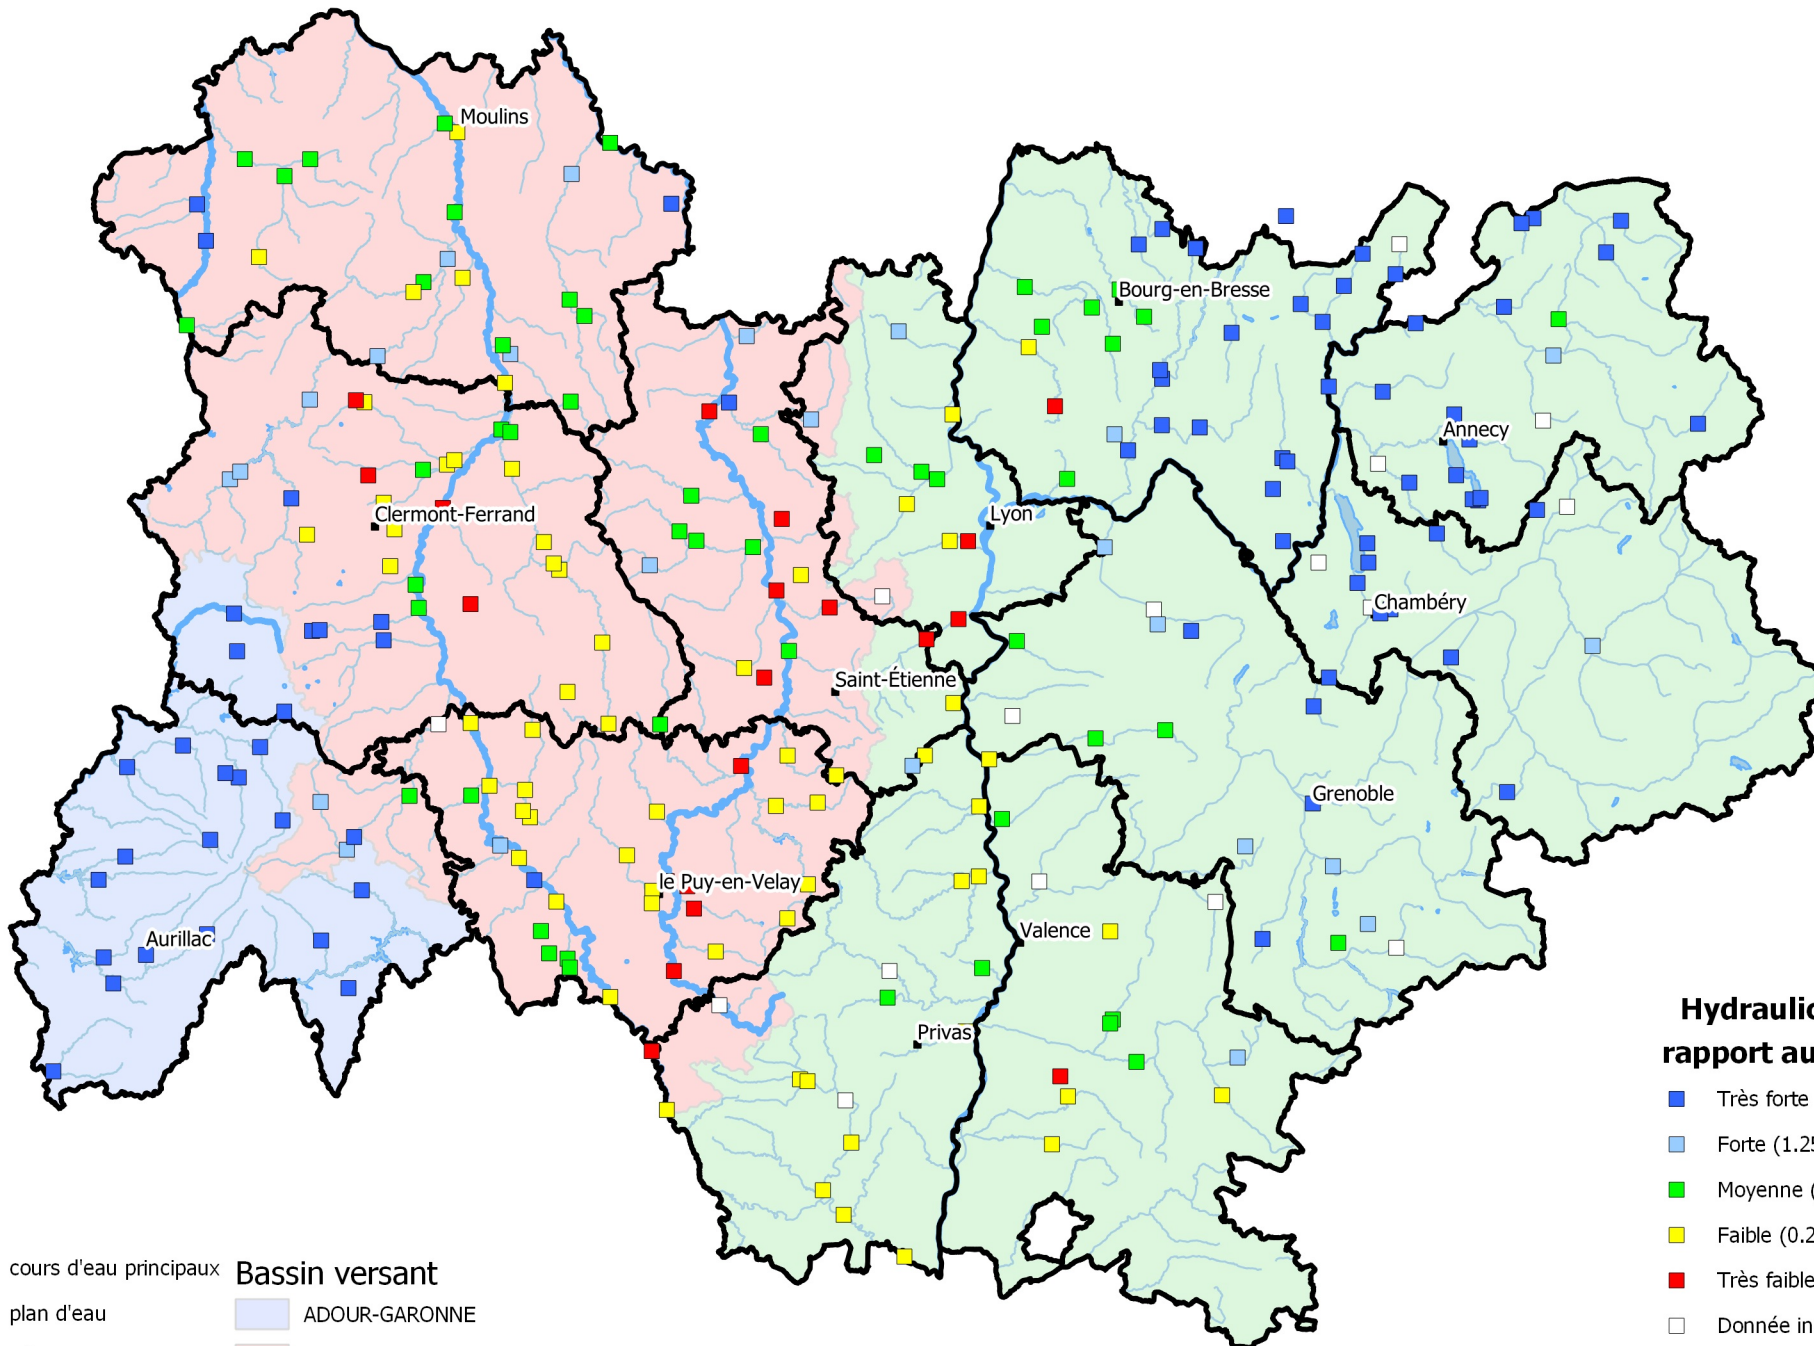 Moulins
Bourg-en-Bresse
Annecy
Clermont-Ferrand
Lyon
Chambéry
Saint-Étienne
Grenoble
le Puy-en-Velay
Aurillac
Valence
Privas
rapport au
Très forte
Forte (1.25
Moyenne (
Faible (0.2
Très faible
Donnée in
cours d'eau principaux
plan d'eau
Bassin versant
ADOUR-GARONNE